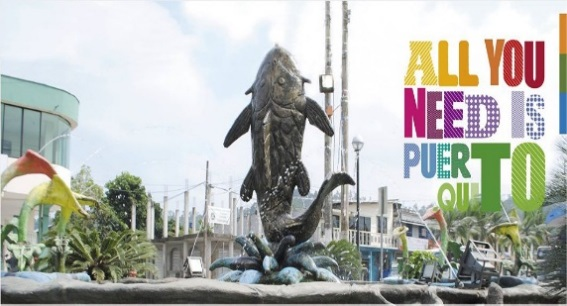 ALL YOU
NEED IS
PUERTO
QUITO